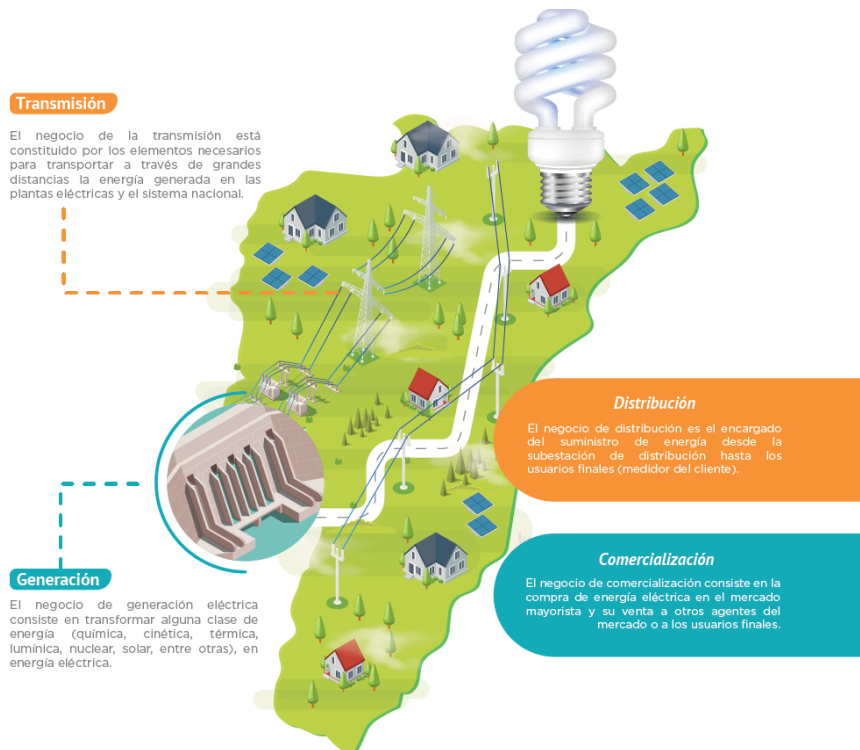 Transmisión
El negocio de la transmisión está
constituido por los elementos necesarios
para transportar a través de grandes
distancias la energía generada en las
plantas eléctricas y el sistema nacional.
Distribución
El negocio de distribución es el encargado
del suministro de energía desde la
subestación de distribución hasta los
usuarios finales (medidor del cliente).
Generación
El negocio de generación eléctrica
consiste en transformar alguna clase de
energía (química, cinética, térmica,
lumínica, nuclear, solar, entre otras), en
energía eléctrica.
Comercialización
El negocio de comercialización consiste en la
compra de energía eléctrica en el mercado
mayorista y su venta a otros agentes del
mercado o a los usuarios finales.